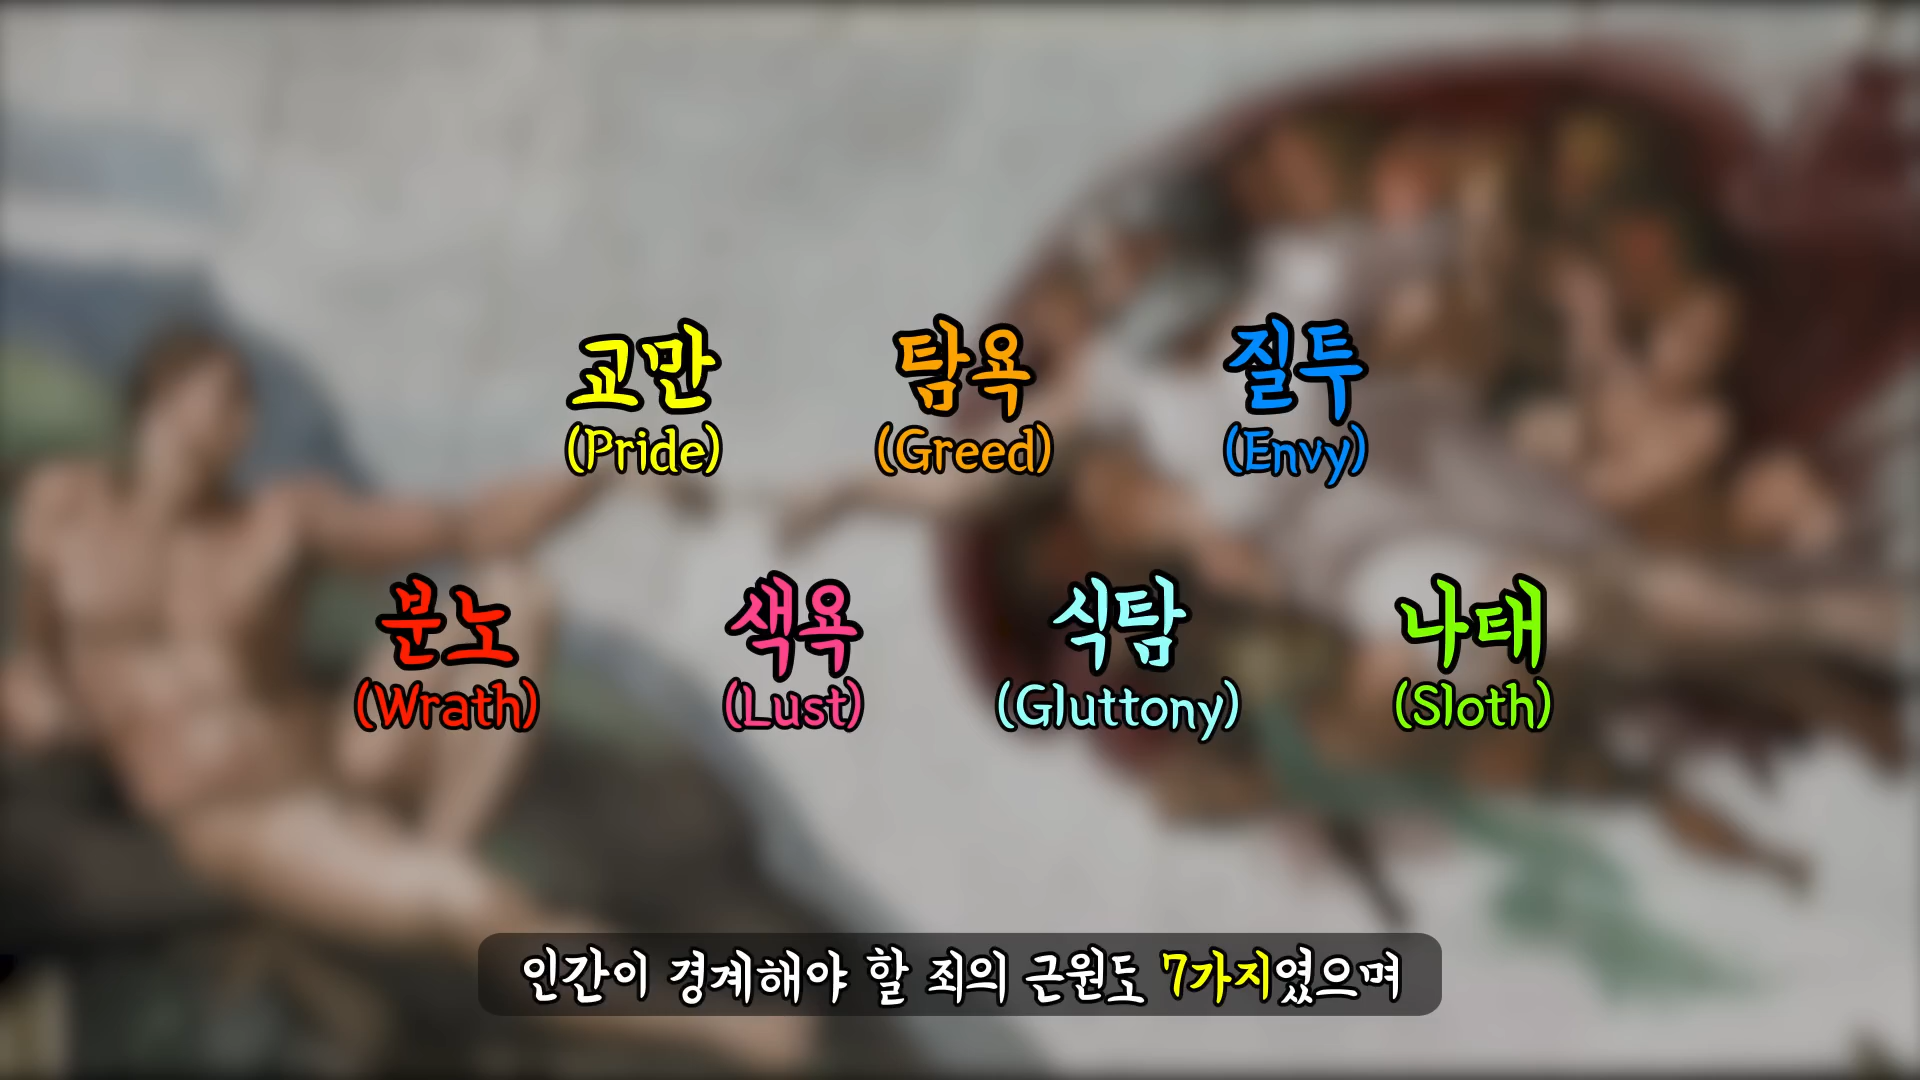 교만 탐욕 질투
(Pride) (Greed) (Envy)
분노 색욕 식탐 나태
(Wrath) (Lust) (Gluttony) (Sloth)
인간이 경계해야 할 죄의 근원도 7가지였으며